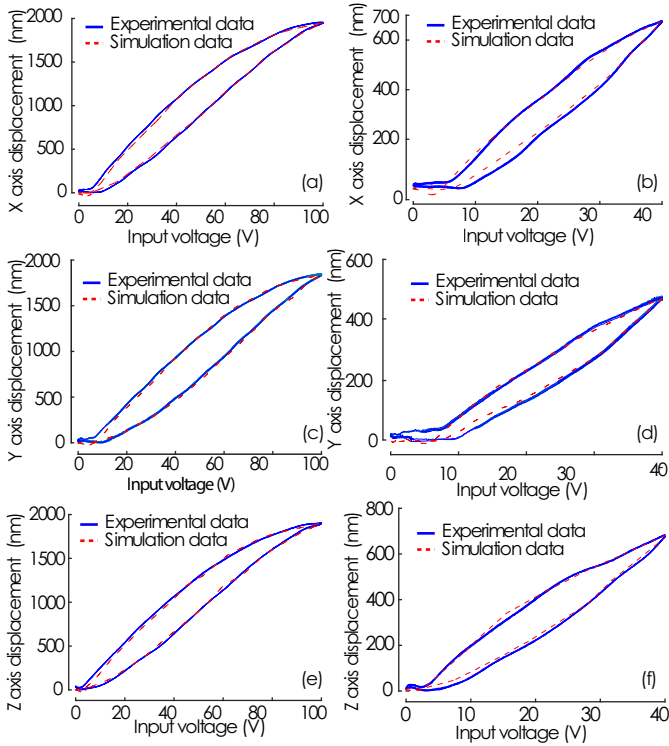 2000
1500
1000
500
0
X axis displacement (nm)
Experimental data
Simulation data
(a)
0 20 40 60 80 100
Input voltage (V)
700
600
400
200
0
X axis displacement (nm)
Experimental data
Simulation data
(b)
0 10 20 30 40
Input voltage (V)
2000
1500
1000
500
0
Y axis displacement (nm)
Experimental data
Simulation data
(c)
0 20 40 60 80 100
Input voltage (V)
600
400
200
0
Y axis displacement (nm)
Experimental data
Simulation data
(d)
0 10 20 30 40
Input voltage (V)
2000
1500
1000
500
0
Z axis displacement (nm)
Experimental data
Simulation data
(e)
0 20 40 60 80 100
Input voltage (V)
800
600
400
200
0
Z axis displacement (nm)
Experimental data
Simulation data
(f)
0 10 20 30 40
Input voltage (V)